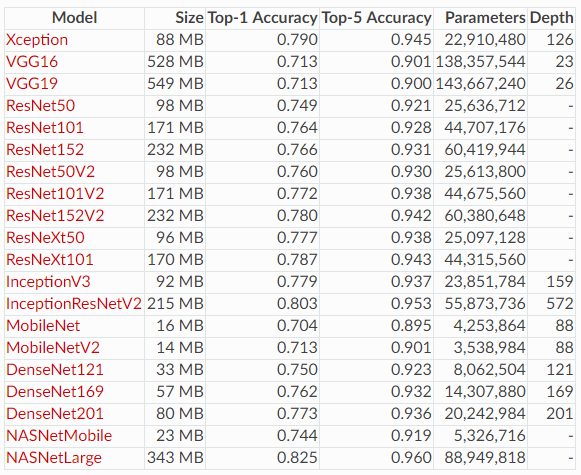 Model Size Top-1 Accuracy Top-5 Accuracy Parameters Depth
Xception 88 MB 0.790 0.945 22,910,480 126
VGG16 528 MB 0.713 0.901 138,357,544 23
VGG19 549 MB 0.713 0.900 143,667,240 26
ResNet50 98 MB 0.749 0.921 25,636,712 -
ResNet101 171 MB 0.764 0.928 44,707,176 -
ResNet152 232 MB 0.766 0.931 60,419,944 -
ResNet50V2 98 MB 0.760 0.930 25,613,800 -
ResNet101V2 171 MB 0.772 0.938 44,675,560 -
ResNet152V2 232 MB 0.780 0.942 60,380,648 -
ResNeXt50 96 MB 0.777 0.938 25,097,128 -
ResNeXt101 170 MB 0.787 0.943 44,315,560 -
InceptionV3 92 MB 0.779 0.937 23,851,784 159
InceptionResNetV2 215 MB 0.803 0.953 55,873,736 572
MobileNet 16 MB 0.704 0.895 4,253,864 88
MobileNetV2 14 MB 0.713 0.901 3,538,984 88
DenseNet121 33 MB 0.750 0.923 8,062,504 121
DenseNet169 57 MB 0.762 0.932 14,307,880 169
DenseNet201 80 MB 0.773 0.936 20,242,984 201
NASNetMobile 23 MB 0.744 0.919 5,326,716 -
NASNetLarge 343 MB 0.825 0.960 88,949,818 -